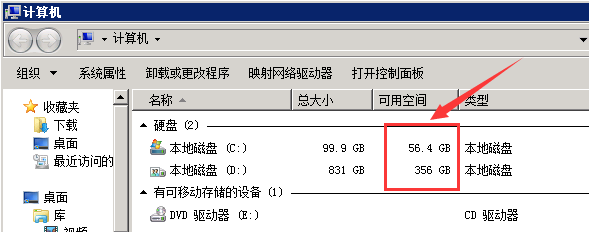 计算机
计算机
组织 系统属性 卸载或更改程序 映射网络驱动器 打开控制面板
收藏夹
下载
桌面
最近访问的
桌面
库
视频
名称 总大小 可用空间 类型
硬盘 (2)
本地磁盘 (C:) 99.9 GB 56.4 GB 本地磁盘
本地磁盘 (D:) 831 GB 356 GB 本地磁盘
有可移动存储的设备 (1)
DVD 驱动器 (E:) CD 驱动器